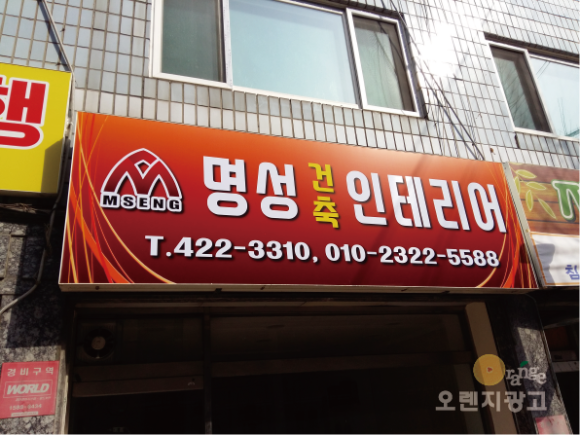 행
MSENG
명성 건축 인테리어
T.422-3310, 010-2322-5588
경비구역
WORLD
Orange
오렌지광고